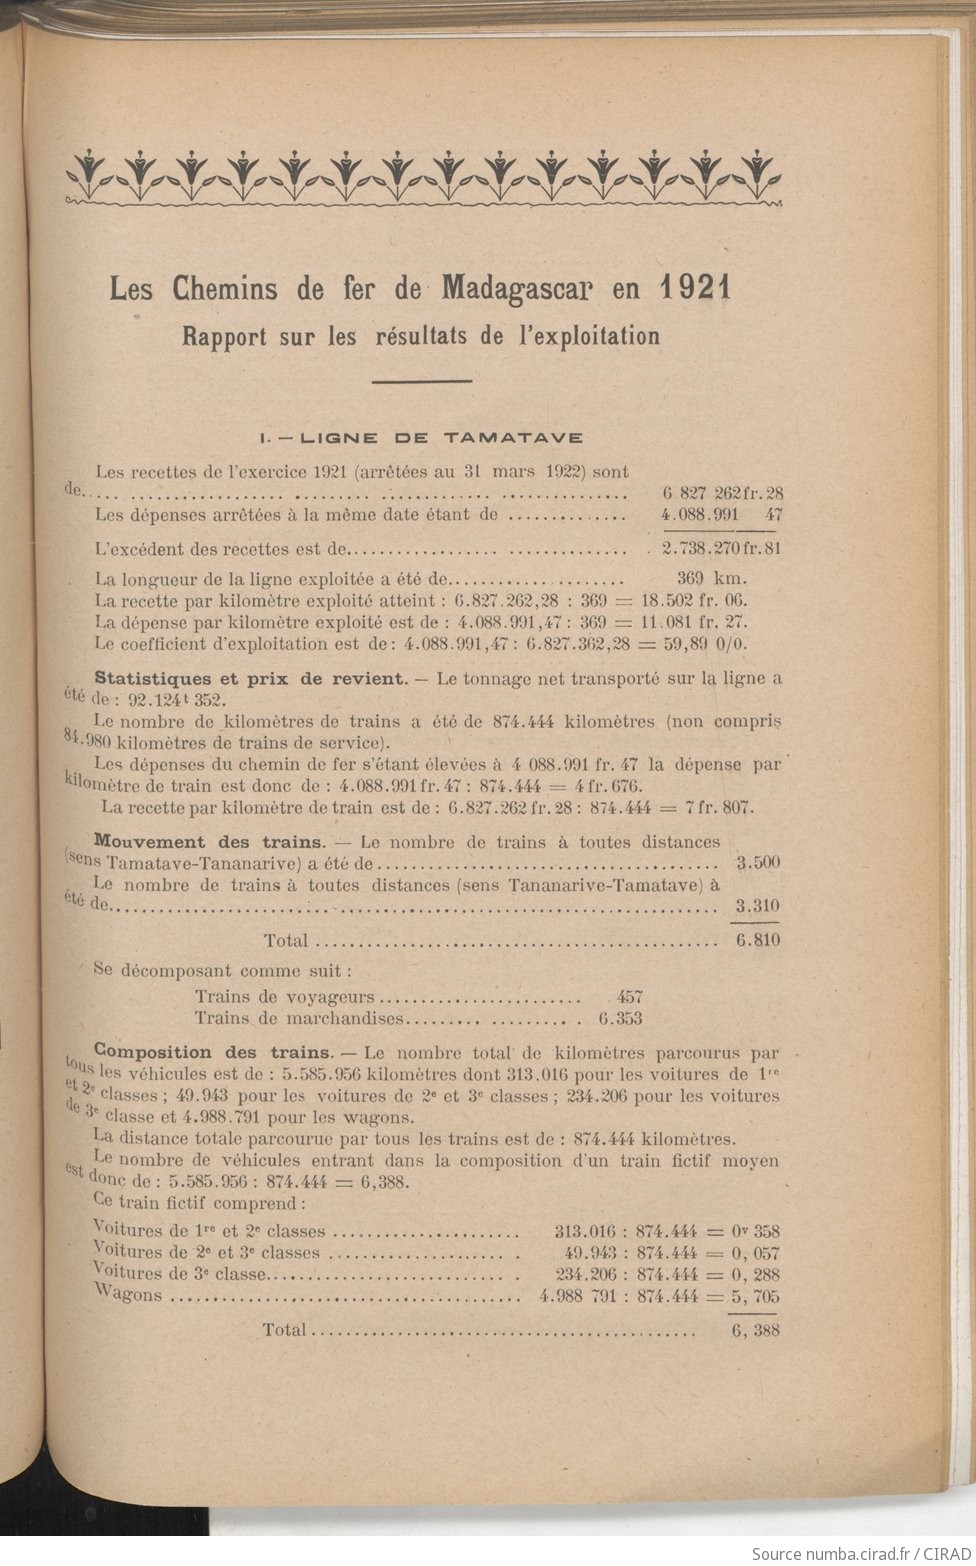 Les Chemins de fer de Madagascar en 1921
Rapport sur les résultats de l'exploitation
I. — LIGNE DE TAMATAVE
Les recettes de l'exercice 1921 (arrêtées au 31 mars 1922) sont
de..... .................. ......... ............. ............... 6 827 262 fr. 28
Les dépenses arrêtées à la même date étant de .............. 4.088.991 47
L'excédent des recettes est de.................. .............. 2.738.270 fr. 81
La longueur de la ligne exploitée a été de.................... 369 km.
La recette par kilomètre exploité atteint : 6.827.262,28 : 369 = 18.502 fr. 06.
La dépense par kilomètre exploité est de : 4.088.991,47 : 369 = 11.081 fr. 27.
Le coefficient d'exploitation est de : 4.088.991,47 : 6.827.362,28 = 59,89 0/0.
Statistiques et prix de revient. — Le tonnage net transporté sur la ligne a
été de : 92.124t 352.
Le nombre de kilomètres de trains a été de 874.444 kilomètres (non compris
84.980 kilomètres de trains de service).
Les dépenses du chemin de fer s'étant élevées à 4 088.991 fr. 47 la dépense par
kilomètre de train est donc de : 4.088.991 fr. 47 : 874.444 = 4 fr. 676.
La recette par kilomètre de train est de : 6.827.262 fr. 28 : 874.444 = 7 fr. 807.
Mouvement des trains. — Le nombre de trains à toutes distances
(sens Tamatave-Tananarive) a été de........................................ 3.500
Le nombre de trains à toutes distances (sens Tananarive-Tamatave) à
été de........................................................................ 3.310
Total ............................................... 6.810
Se décomposant comme suit :
Trains de voyageurs........................ 457
Trains de marchandises......... .......... . 6.353
Composition des trains. — Le nombre total de kilomètres parcourus par
tous les véhicules est de : 5.585.956 kilomètres dont 313.016 pour les voitures de 1re
et 2e classes ; 49.943 pour les voitures de 2e et 3e classes ; 234.206 pour les voitures
de 3e classe et 4.988.791 pour les wagons.
La distance totale parcourue par tous les trains est de : 874.444 kilomètres.
Le nombre de véhicules entrant dans la composition d'un train fictif moyen
est donc de : 5.585.956 : 874.444 = 6,388.
Ce train fictif comprend :
Voitures de 1re et 2e classes ...................... 313.016 : 874.444 = 0v 358
Voitures de 2e et 3e classes ..................... . 49.943 : 874.444 = 0, 057
Voitures de 3e classe............................ . 234.206 : 874.444 = 0, 288
Wagons ......................................... 4.988 791 : 874.444 = 5, 705
Total............................................. 6, 388
Source numba.cirad.fr / CIRAD